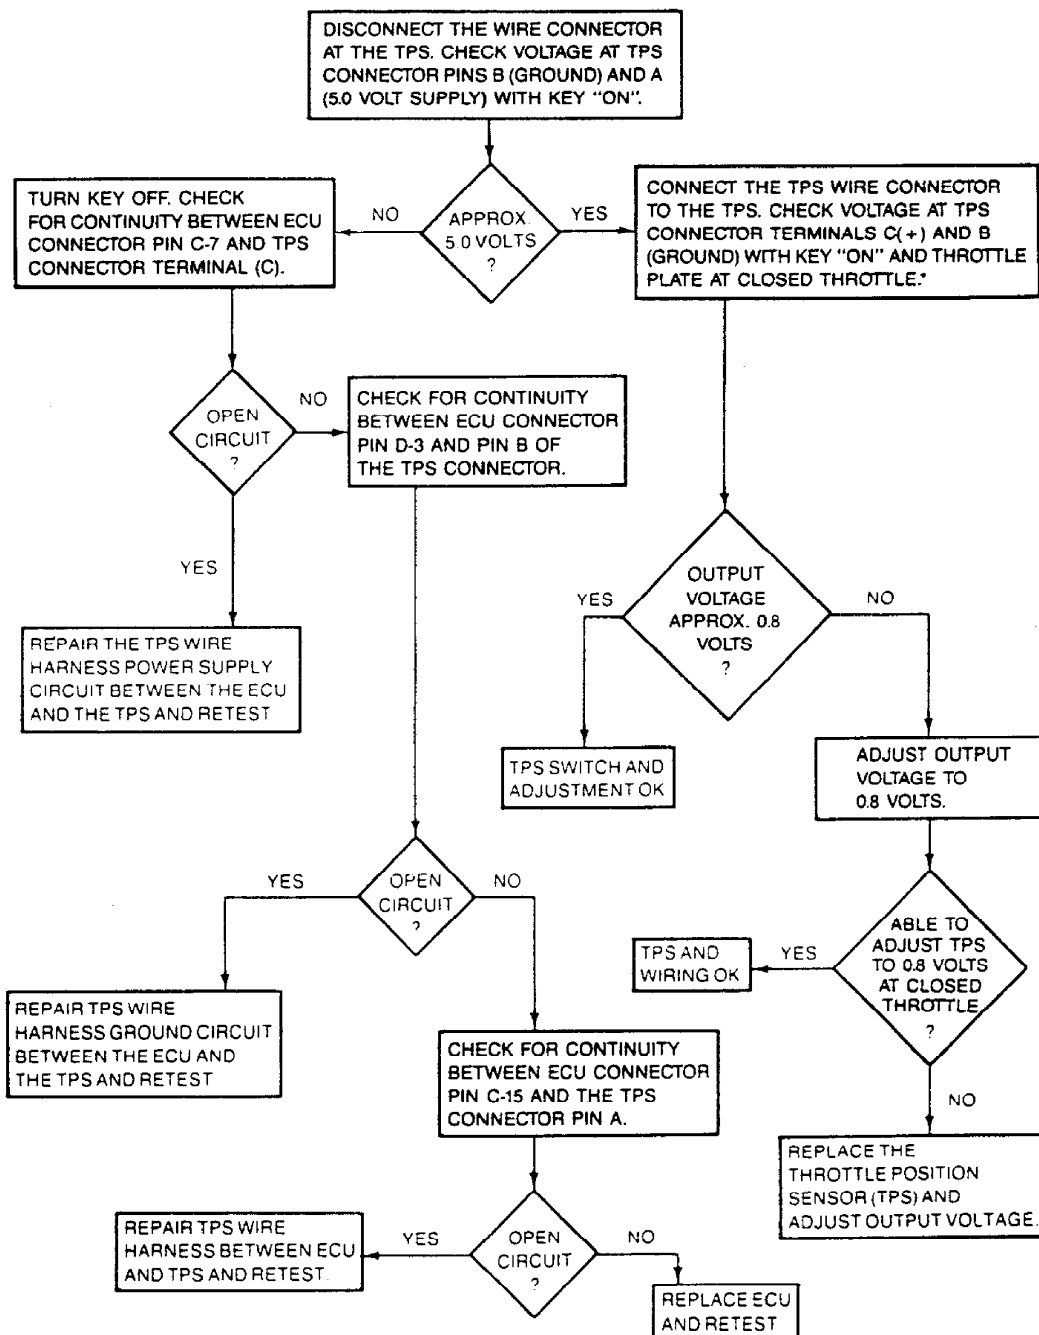 DISCONNECT THE WIRE CONNECTOR
AT THE TPS. CHECK VOLTAGE AT TPS
CONNECTOR PINS B (GROUND) AND A
(5.0 VOLT SUPPLY) WITH KEY "ON".
TURN KEY OFF. CHECK
FOR CONTINUITY BETWEEN ECU
CONNECTOR PIN C-7 AND TPS
CONNECTOR TERMINAL (C).
NO
APPROX.
5.0 VOLTS
?
YES
CONNECT THE TPS WIRE CONNECTOR
TO THE TPS. CHECK VOLTAGE AT TPS
CONNECTOR TERMINALS C(+) AND B
(GROUND) WITH KEY "ON" AND THROTTLE
PLATE AT CLOSED THROTTLE.*
OPEN
CIRCUIT
?
NO
CHECK FOR CONTINUITY
BETWEEN ECU CONNECTOR
PIN D-3 AND PIN B OF
THE TPS CONNECTOR.
YES
REPAIR THE TPS WIRE
HARNESS POWER SUPPLY
CIRCUIT BETWEEN THE ECU
AND THE TPS AND RETEST
YES
OUTPUT
VOLTAGE
APPROX. 0.8
VOLTS
?
NO
TPS SWITCH AND
ADJUSTMENT OK
ADJUST OUTPUT
VOLTAGE TO
0.8 VOLTS.
YES
OPEN
CIRCUIT
?
NO
TPS AND
WIRING OK
YES
ABLE TO
ADJUST TPS
TO 0.8 VOLTS
AT CLOSED
THROTTLE
?
REPAIR TPS WIRE
HARNESS GROUND CIRCUIT
BETWEEN THE ECU AND
THE TPS AND RETEST
CHECK FOR CONTINUITY
BETWEEN ECU CONNECTOR
PIN C-15 AND THE TPS
CONNECTOR PIN A.
NO
REPLACE THE
THROTTLE POSITION
SENSOR (TPS) AND
ADJUST OUTPUT VOLTAGE.
REPAIR TPS WIRE
HARNESS BETWEEN ECU
AND TPS AND RETEST.
YES
OPEN
CIRCUIT
?
NO
REPLACE ECU
AND RETEST